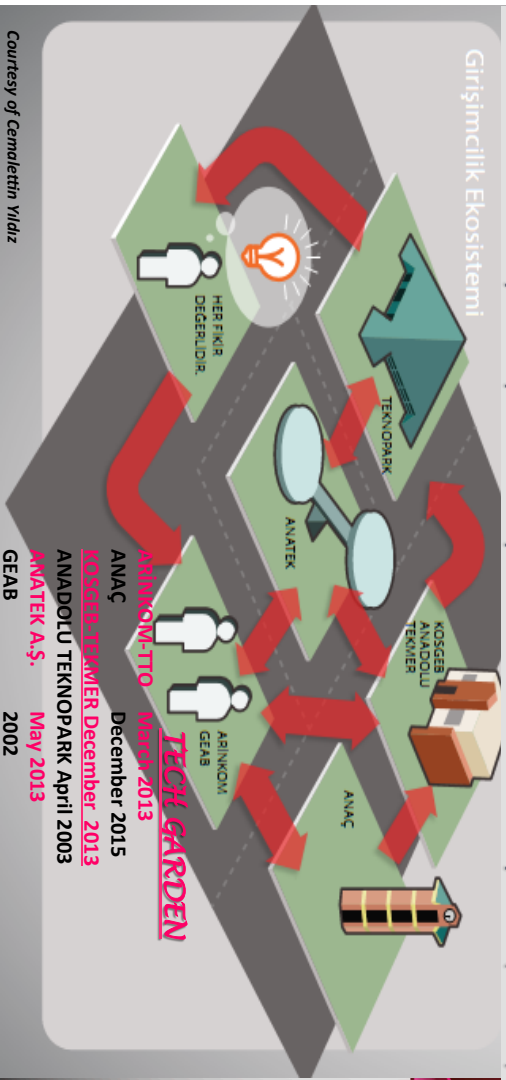 Girişimcilik Ekosistemi
KOSGEB
ANADOLU
TEKMER
TEKNOPARK
ANAÇ
ANATEK
HER FİKİR
DEĞERLİDİR.
ARINKOM
GEAB
TECH GARDEN
ARİNKOM-TTO March 2013
ANAÇ December 2015
KOSGEB-TEKMER December 2013
ANADOLU TEKNOPARK April 2003
ANATEK A.Ş. May 2013
GEAB 2002
Courtesy of Cemalettin Yıldız